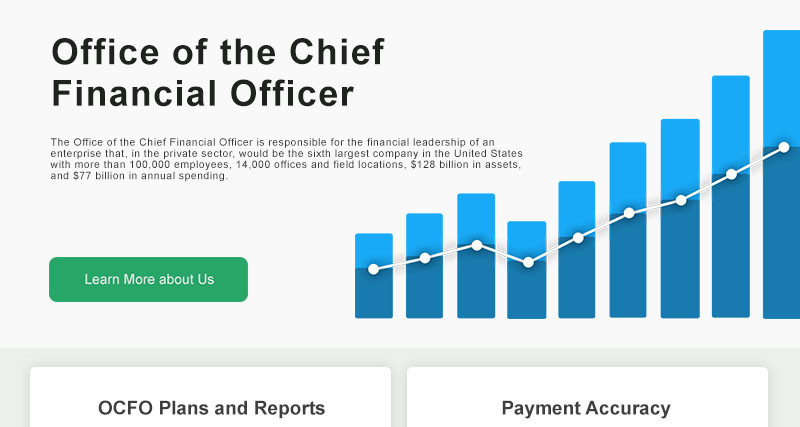 Office of the Chief
Financial Officer
The Office of the Chief Financial Officer is responsible for the financial leadership of an
enterprise that, in the private sector, would be the sixth largest company in the United States
with more than 100,000 employees, 14,000 offices and field locations, $128 billion in assets,
and $77 billion in annual spending.
Learn More about Us
OCFO Plans and Reports
Payment Accuracy